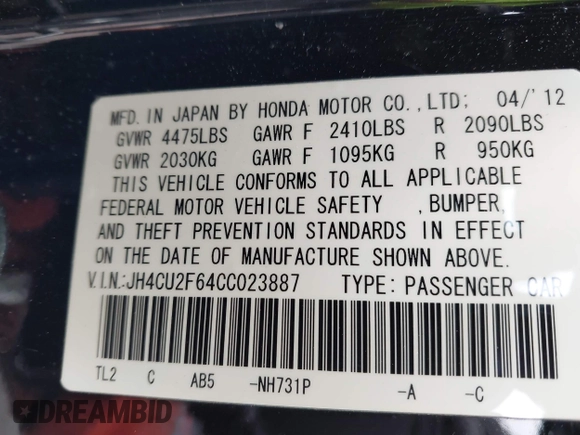 MFD. IN JAPAN BY HONDA MOTOR CO., LTD; 04/'12
GVWR 4475LBS GAWR F 2410LBS R 2090LBS
GVWR 2030KG GAWR F 1095KG R 950KG
THIS VEHICLE CONFORMS TO ALL APPLICABLE
FEDERAL MOTOR VEHICLE SAFETY , BUMPER,
AND THEFT PREVENTION STANDARDS IN EFFECT
ON THE DATE OF MANUFACTURE SHOWN ABOVE.
V.I.N.:JH4CU2F64CC023887 TYPE: PASSENGER CAR
TL2 C AB5 -NH731P -A -C
DREAMBID